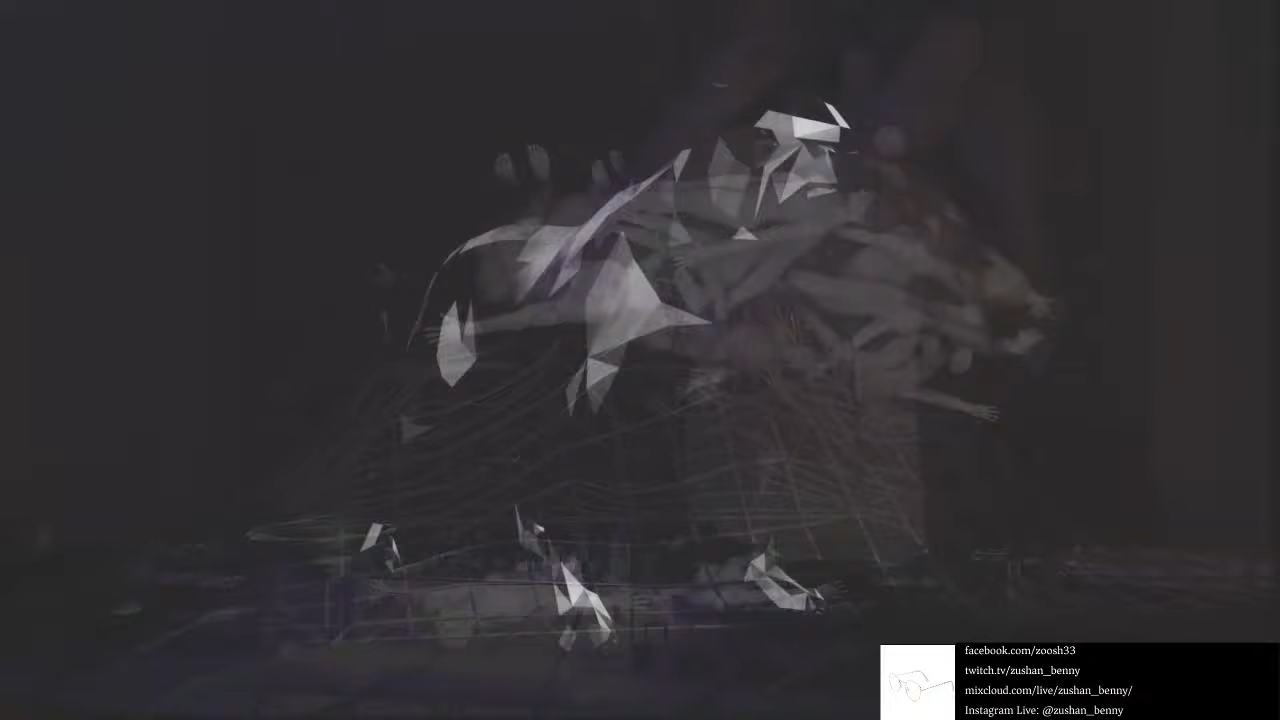 facebook.com/zoosh33
twitch.tv/zushan_benny
mixcloud.com/live/zushan_benny/
Instagram Live: @zushan_benny